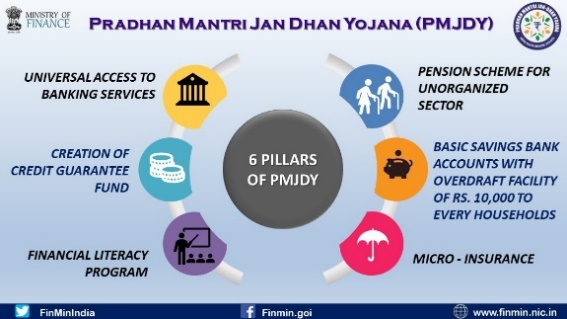 MINISTRY OF
FINANCE
PRADHAN MANTRI JAN DHAN YOJANA (PMJDY)
UNIVERSAL ACCESS TO
BANKING SERVICES
PENSION SCHEME FOR
UNORGANIZED
SECTOR
CREATION OF
CREDIT GUARANTEE
FUND
6 PILLARS
OF PMJDY
BASIC SAVINGS BANK
ACCOUNTS WITH
OVERDRAFT FACILITY
OF RS. 10,000 TO
EVERY HOUSEHOLDS
FINANCIAL LITERACY
PROGRAM
MICRO - INSURANCE
FinMinIndia
Finmin.goi
www.finmin.nic.in